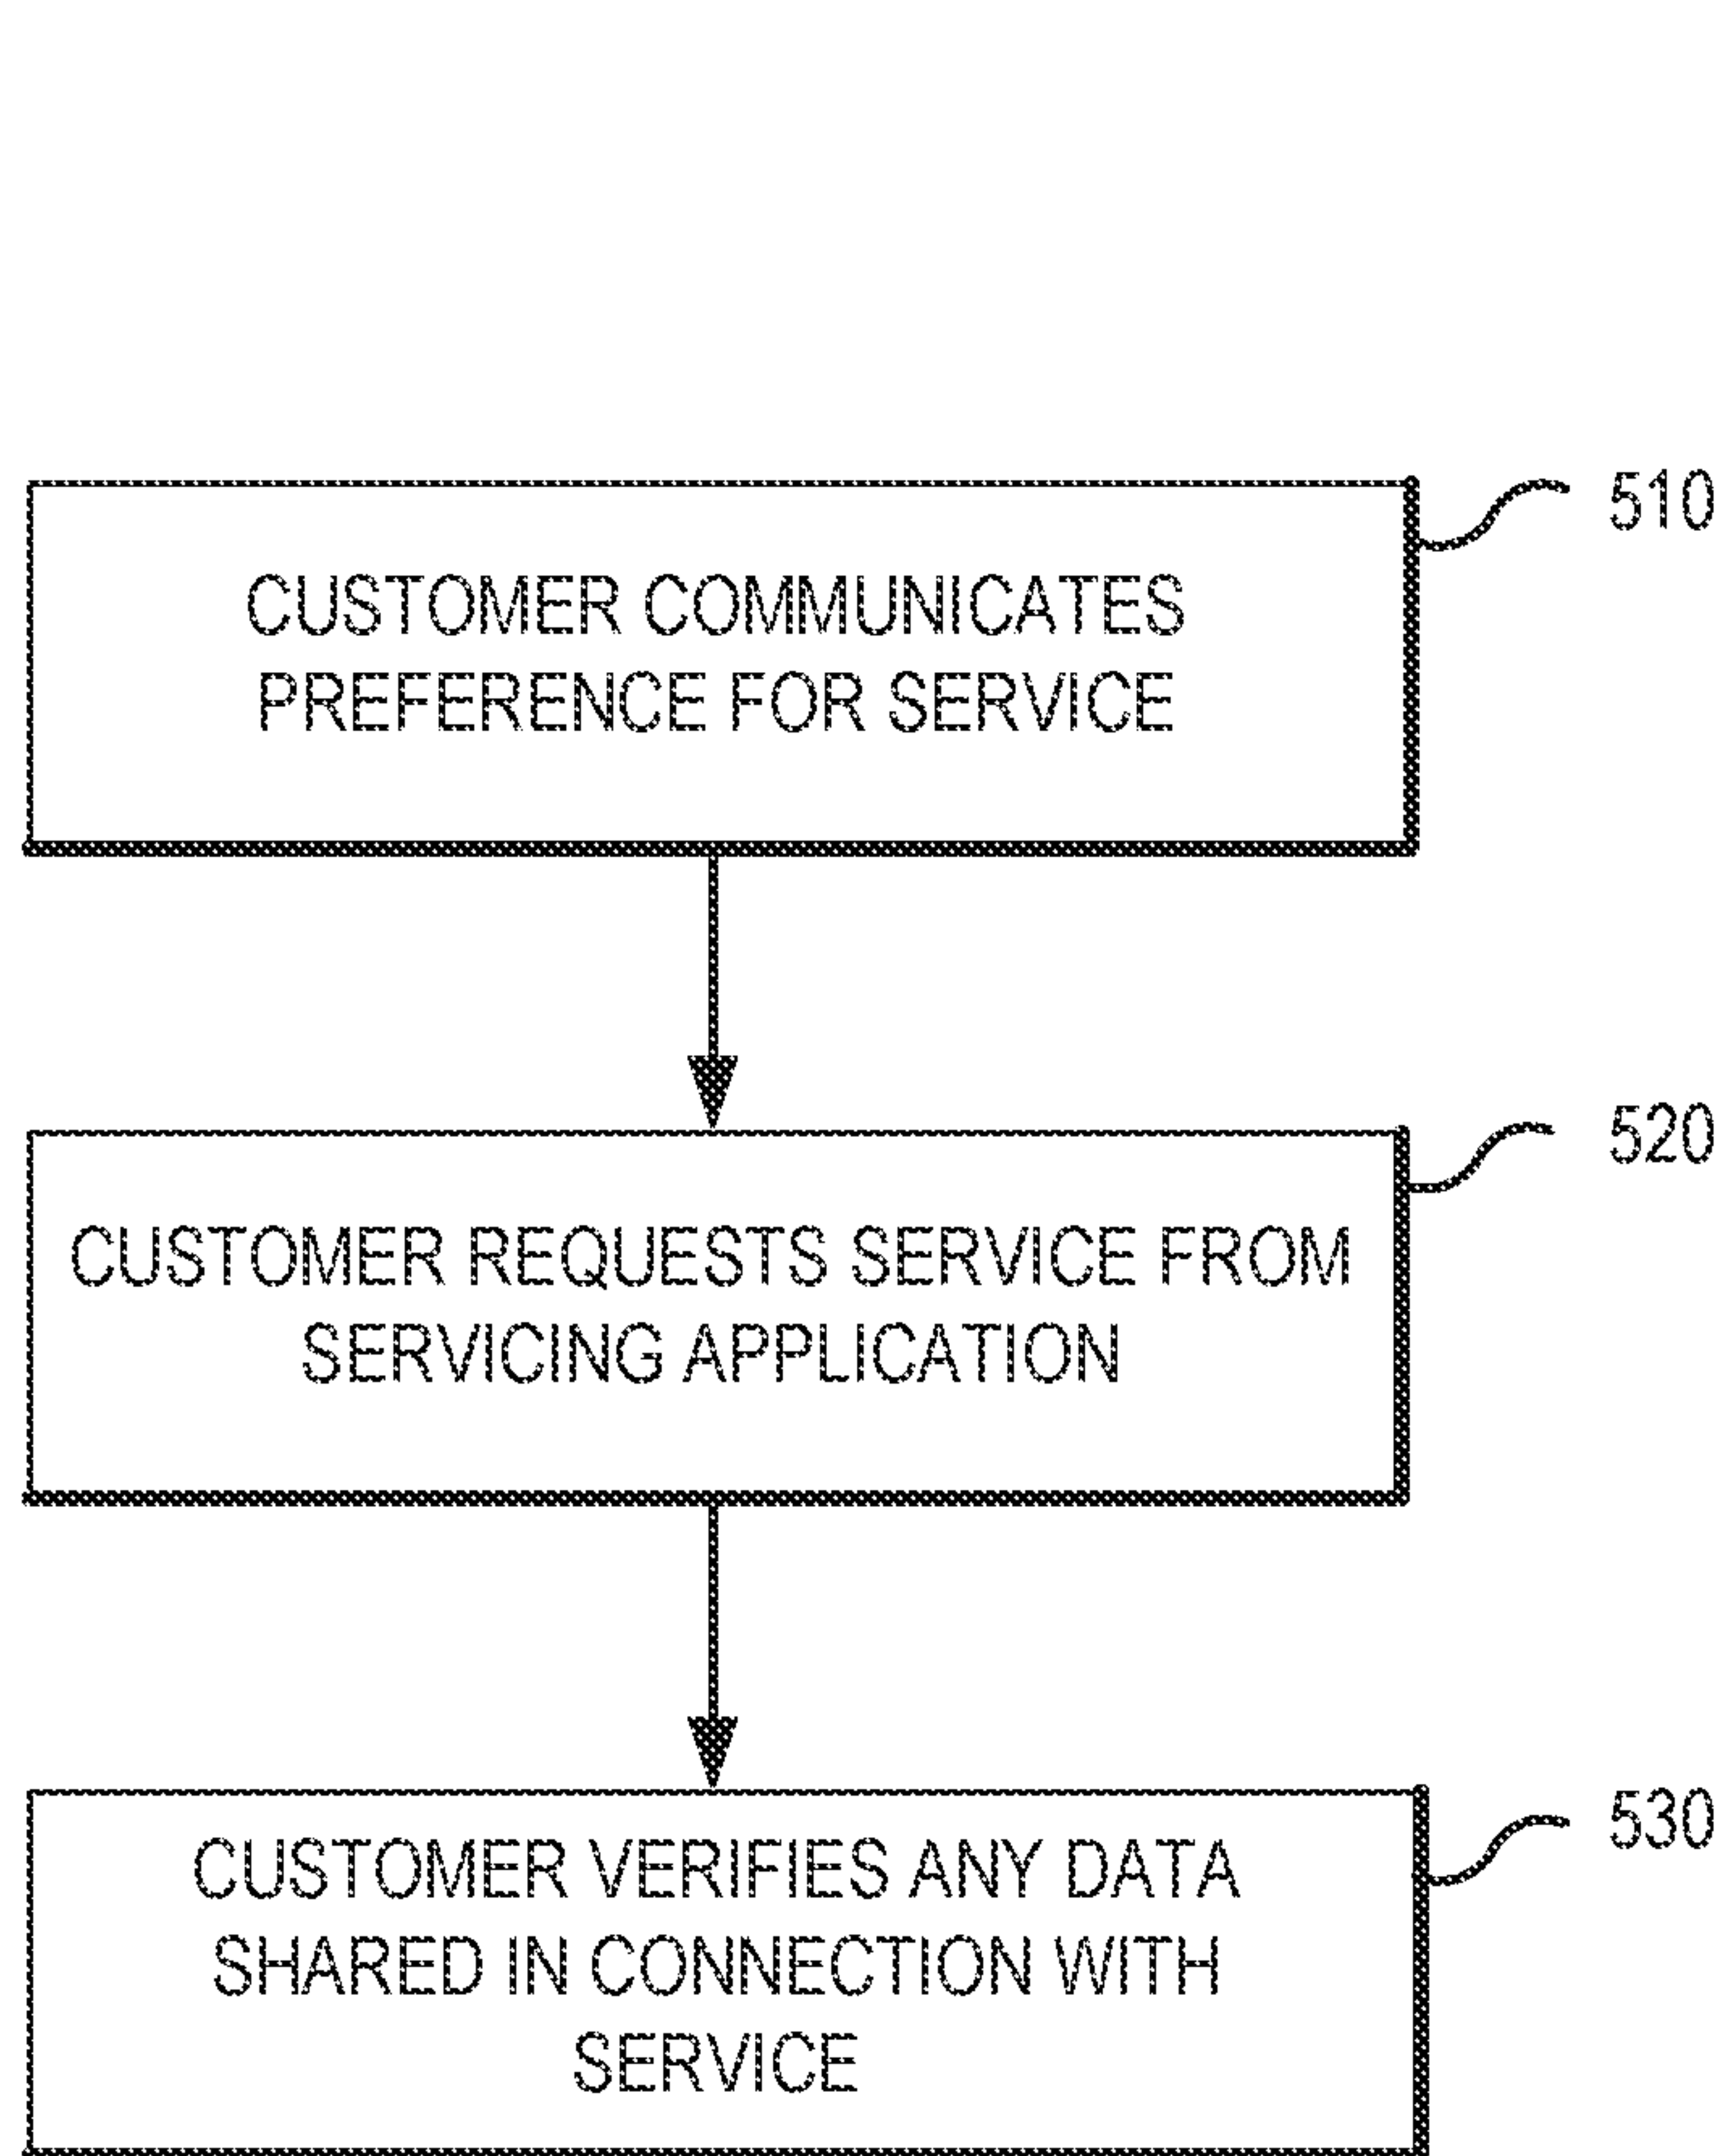 510
CUSTOMER COMMUNICATES
PREFERENCE FOR SERVICE
520
CUSTOMER REQUESTS SERVICE FROM
SERVICING APPLICATION
530
CUSTOMER VERIFIES ANY DATA
SHARED IN CONNECTION WITH
SERVICE